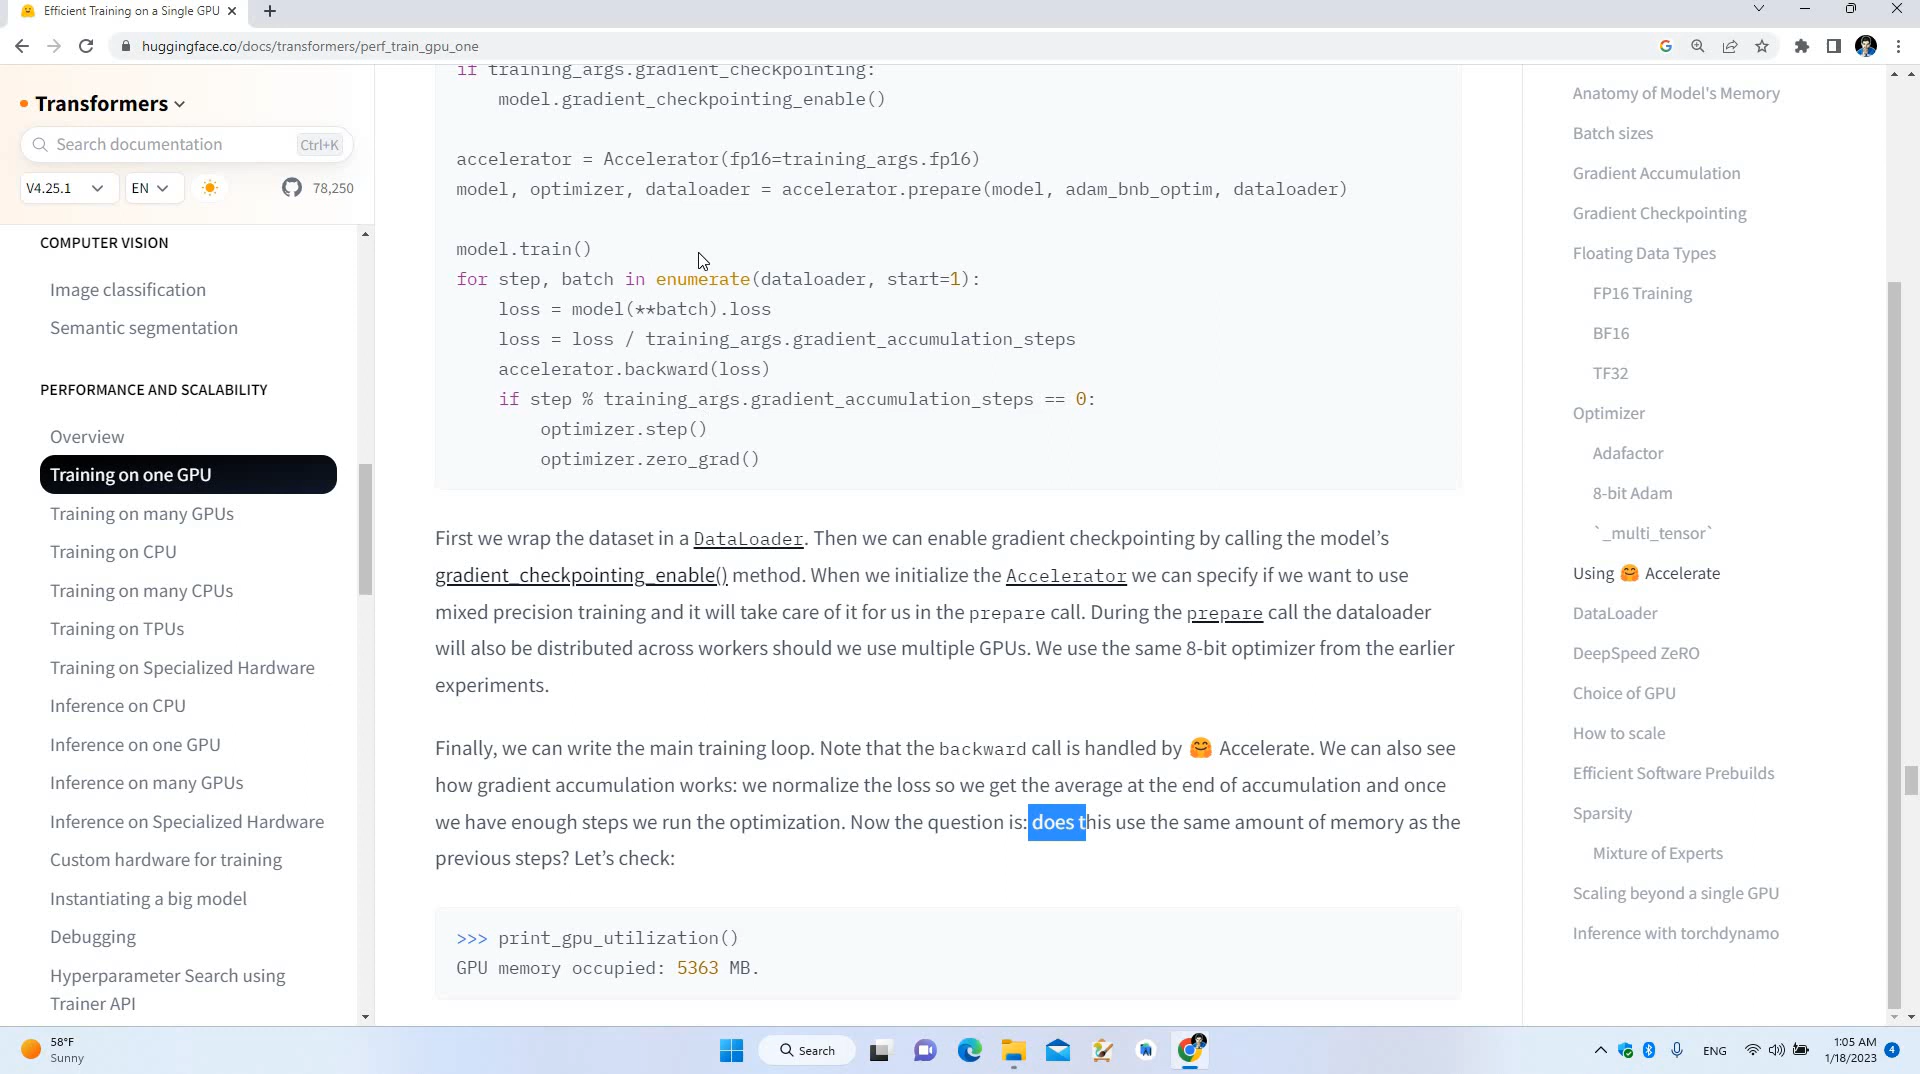 Efficient Training on a Single GPU
huggingface.co/docs/transformers/perf_train_gpu_one
Transformers
Search documentation
Ctrl+K
V4.25.1
EN
78,250
COMPUTER VISION
Image classification
Semantic segmentation
PERFORMANCE AND SCALABILITY
Overview
Training on one GPU
Training on many GPUs
Training on CPU
Training on many CPUs
Training on TPUs
Training on Specialized Hardware
Inference on CPU
Inference on one GPU
Inference on many GPUs
Inference on Specialized Hardware
Custom hardware for training
Instantiating a big model
Debugging
Hyperparameter Search using
Trainer API
if training_args.gradient_checkpointing:
    model.gradient_checkpointing_enable()
accelerator = Accelerator(fp16=training_args.fp16)
model, optimizer, dataloader = accelerator.prepare(model, adam_bnb_optim, dataloader)
model.train()
for step, batch in enumerate(dataloader, start=1):
    loss = model(**batch).loss
    loss = loss / training_args.gradient_accumulation_steps
    accelerator.backward(loss)
    if step % training_args.gradient_accumulation_steps == 0:
        optimizer.step()
        optimizer.zero_grad()
First we wrap the dataset in a DataLoader. Then we can enable gradient checkpointing by calling the model’s
gradient_checkpointing_enable() method. When we initialize the Accelerator we can specify if we want to use
mixed precision training and it will take care of it for us in the prepare call. During the prepare call the dataloader
will also be distributed across workers should we use multiple GPUs. We use the same 8-bit optimizer from the earlier
experiments.
Finally, we can write the main training loop. Note that the backward call is handled by 🤗 Accelerate. We can also see
how gradient accumulation works: we normalize the loss so we get the average at the end of accumulation and once
we have enough steps we run the optimization. Now the question is: does this use the same amount of memory as the
previous steps? Let’s check:
>>> print_gpu_utilization()
GPU memory occupied: 5363 MB.
Anatomy of Model's Memory
Batch sizes
Gradient Accumulation
Gradient Checkpointing
Floating Data Types
FP16 Training
BF16
TF32
Optimizer
Adafactor
8-bit Adam
`_multi_tensor`
Using 🤗 Accelerate
DataLoader
DeepSpeed ZeRO
Choice of GPU
How to scale
Efficient Software Prebuilds
Sparsity
Mixture of Experts
Scaling beyond a single GPU
Inference with torchdynamo
58°F
Sunny
Search
ENG
1:05 AM
1/18/2023
4